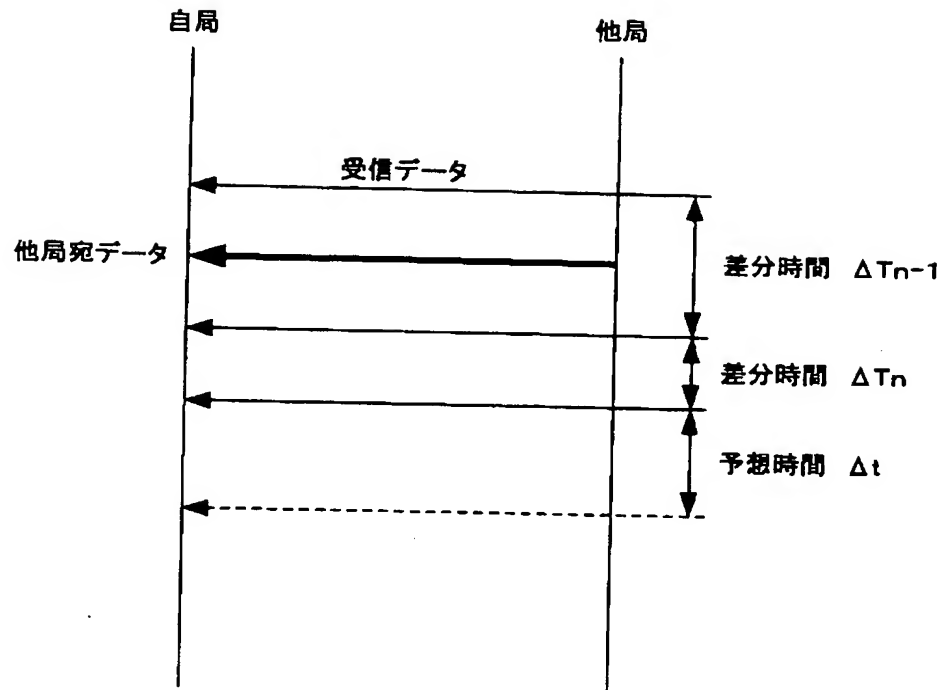 自局
他局
受信データ
他局宛データ
差分時間 ΔTn-1
差分時間 ΔTn
予想時間 Δt